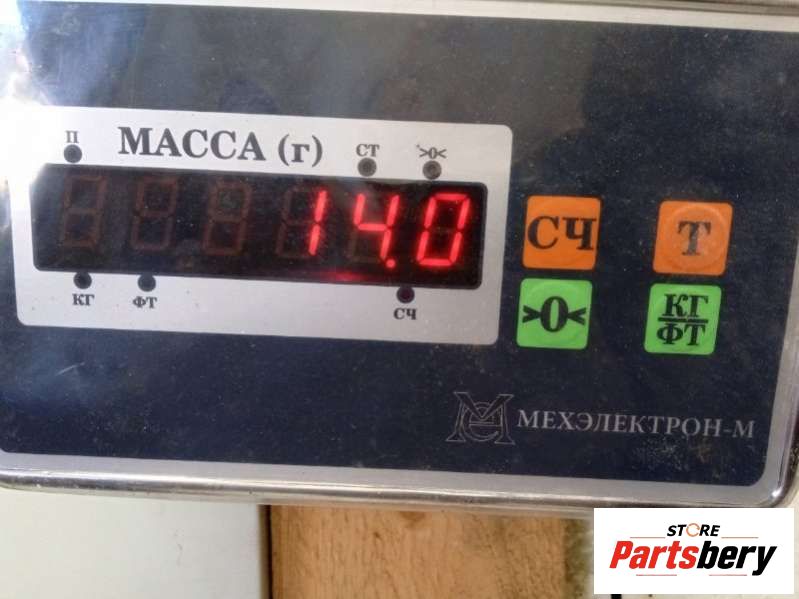 П
МАССА (г)
СТ
>0<
14.0
КГ
ФТ
СЧ
СЧ
Т
>0<
КГ
ФТ
МЕХЭЛЕКТРОН-М
STORE
Partsbery